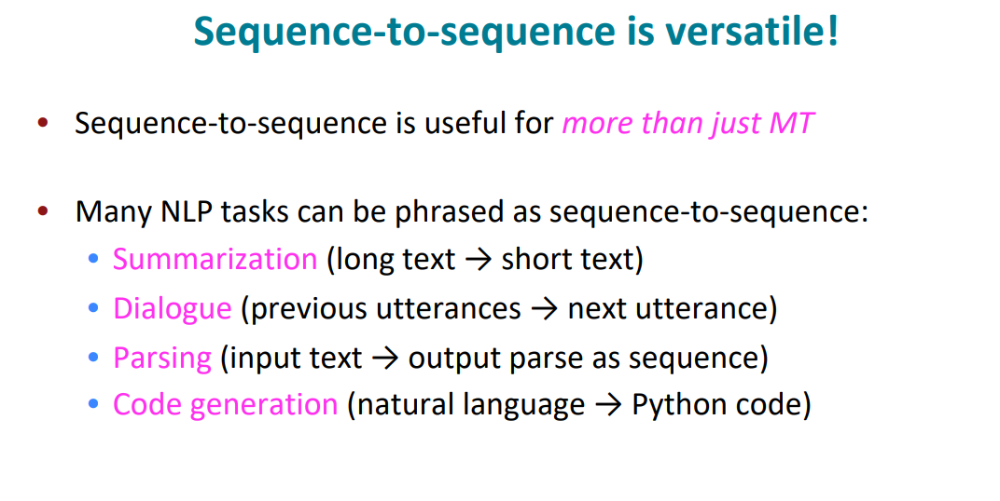 Sequence-to-sequence is versatile!
• Sequence-to-sequence is useful for more than just MT
• Many NLP tasks can be phrased as sequence-to-sequence:
• Summarization (long text → short text)
• Dialogue (previous utterances → next utterance)
• Parsing (input text → output parse as sequence)
• Code generation (natural language → Python code)